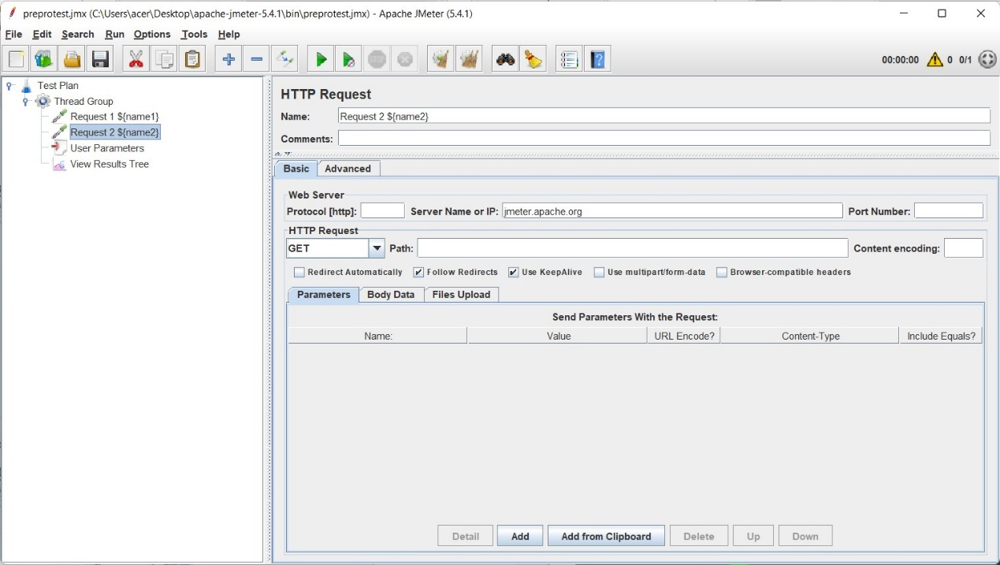 preprotest.jmx (C:\Users\acer\Desktop\apache-jmeter-5.4.1\bin\preprotest.jmx) - Apache JMeter (5.4.1)
File Edit Search Run Options Tools Help
00:00:00 0 0/1
Test Plan
Thread Group
Request 1 ${name1}
Request 2 ${name2}
User Parameters
View Results Tree
HTTP Request
Name: Request 2 ${name2}
Comments:
Basic Advanced
Web Server
Protocol [http]: Server Name or IP: jmeter.apache.org Port Number:
HTTP Request
GET Path: Content encoding:
Redirect Automatically Follow Redirects Use KeepAlive Use multipart/form-data Browser-compatible headers
Parameters Body Data Files Upload
Send Parameters With the Request:
Name: Value URL Encode? Content-Type Include Equals?
Detail Add Add from Clipboard Delete Up Down